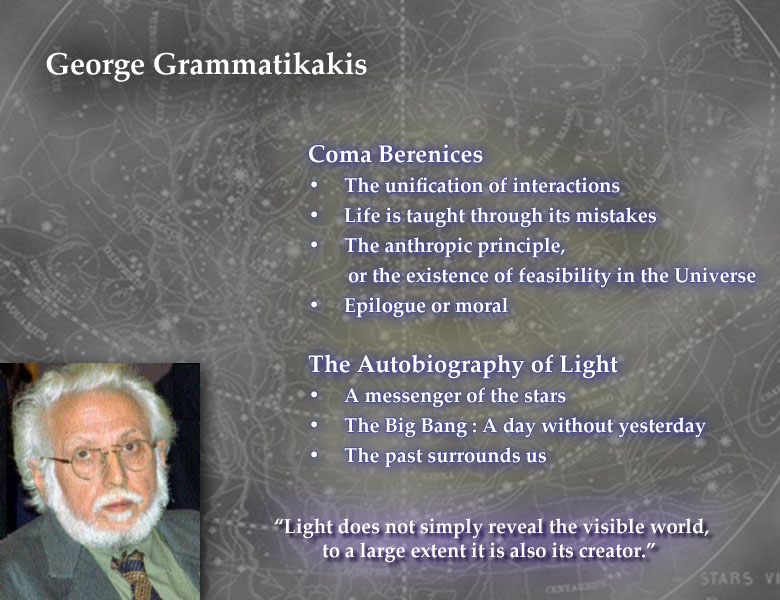 George Grammatikakis
Coma Berenices
• The unification of interactions
• Life is taught through its mistakes
• The anthropic principle,
or the existence of feasibility in the Universe
• Epilogue or moral
The Autobiography of Light
• A messenger of the stars
• The Big Bang : A day without yesterday
• The past surrounds us
“Light does not simply reveal the visible world,
to a large extent it is also its creator.”
CENTAURUS
STARS VI